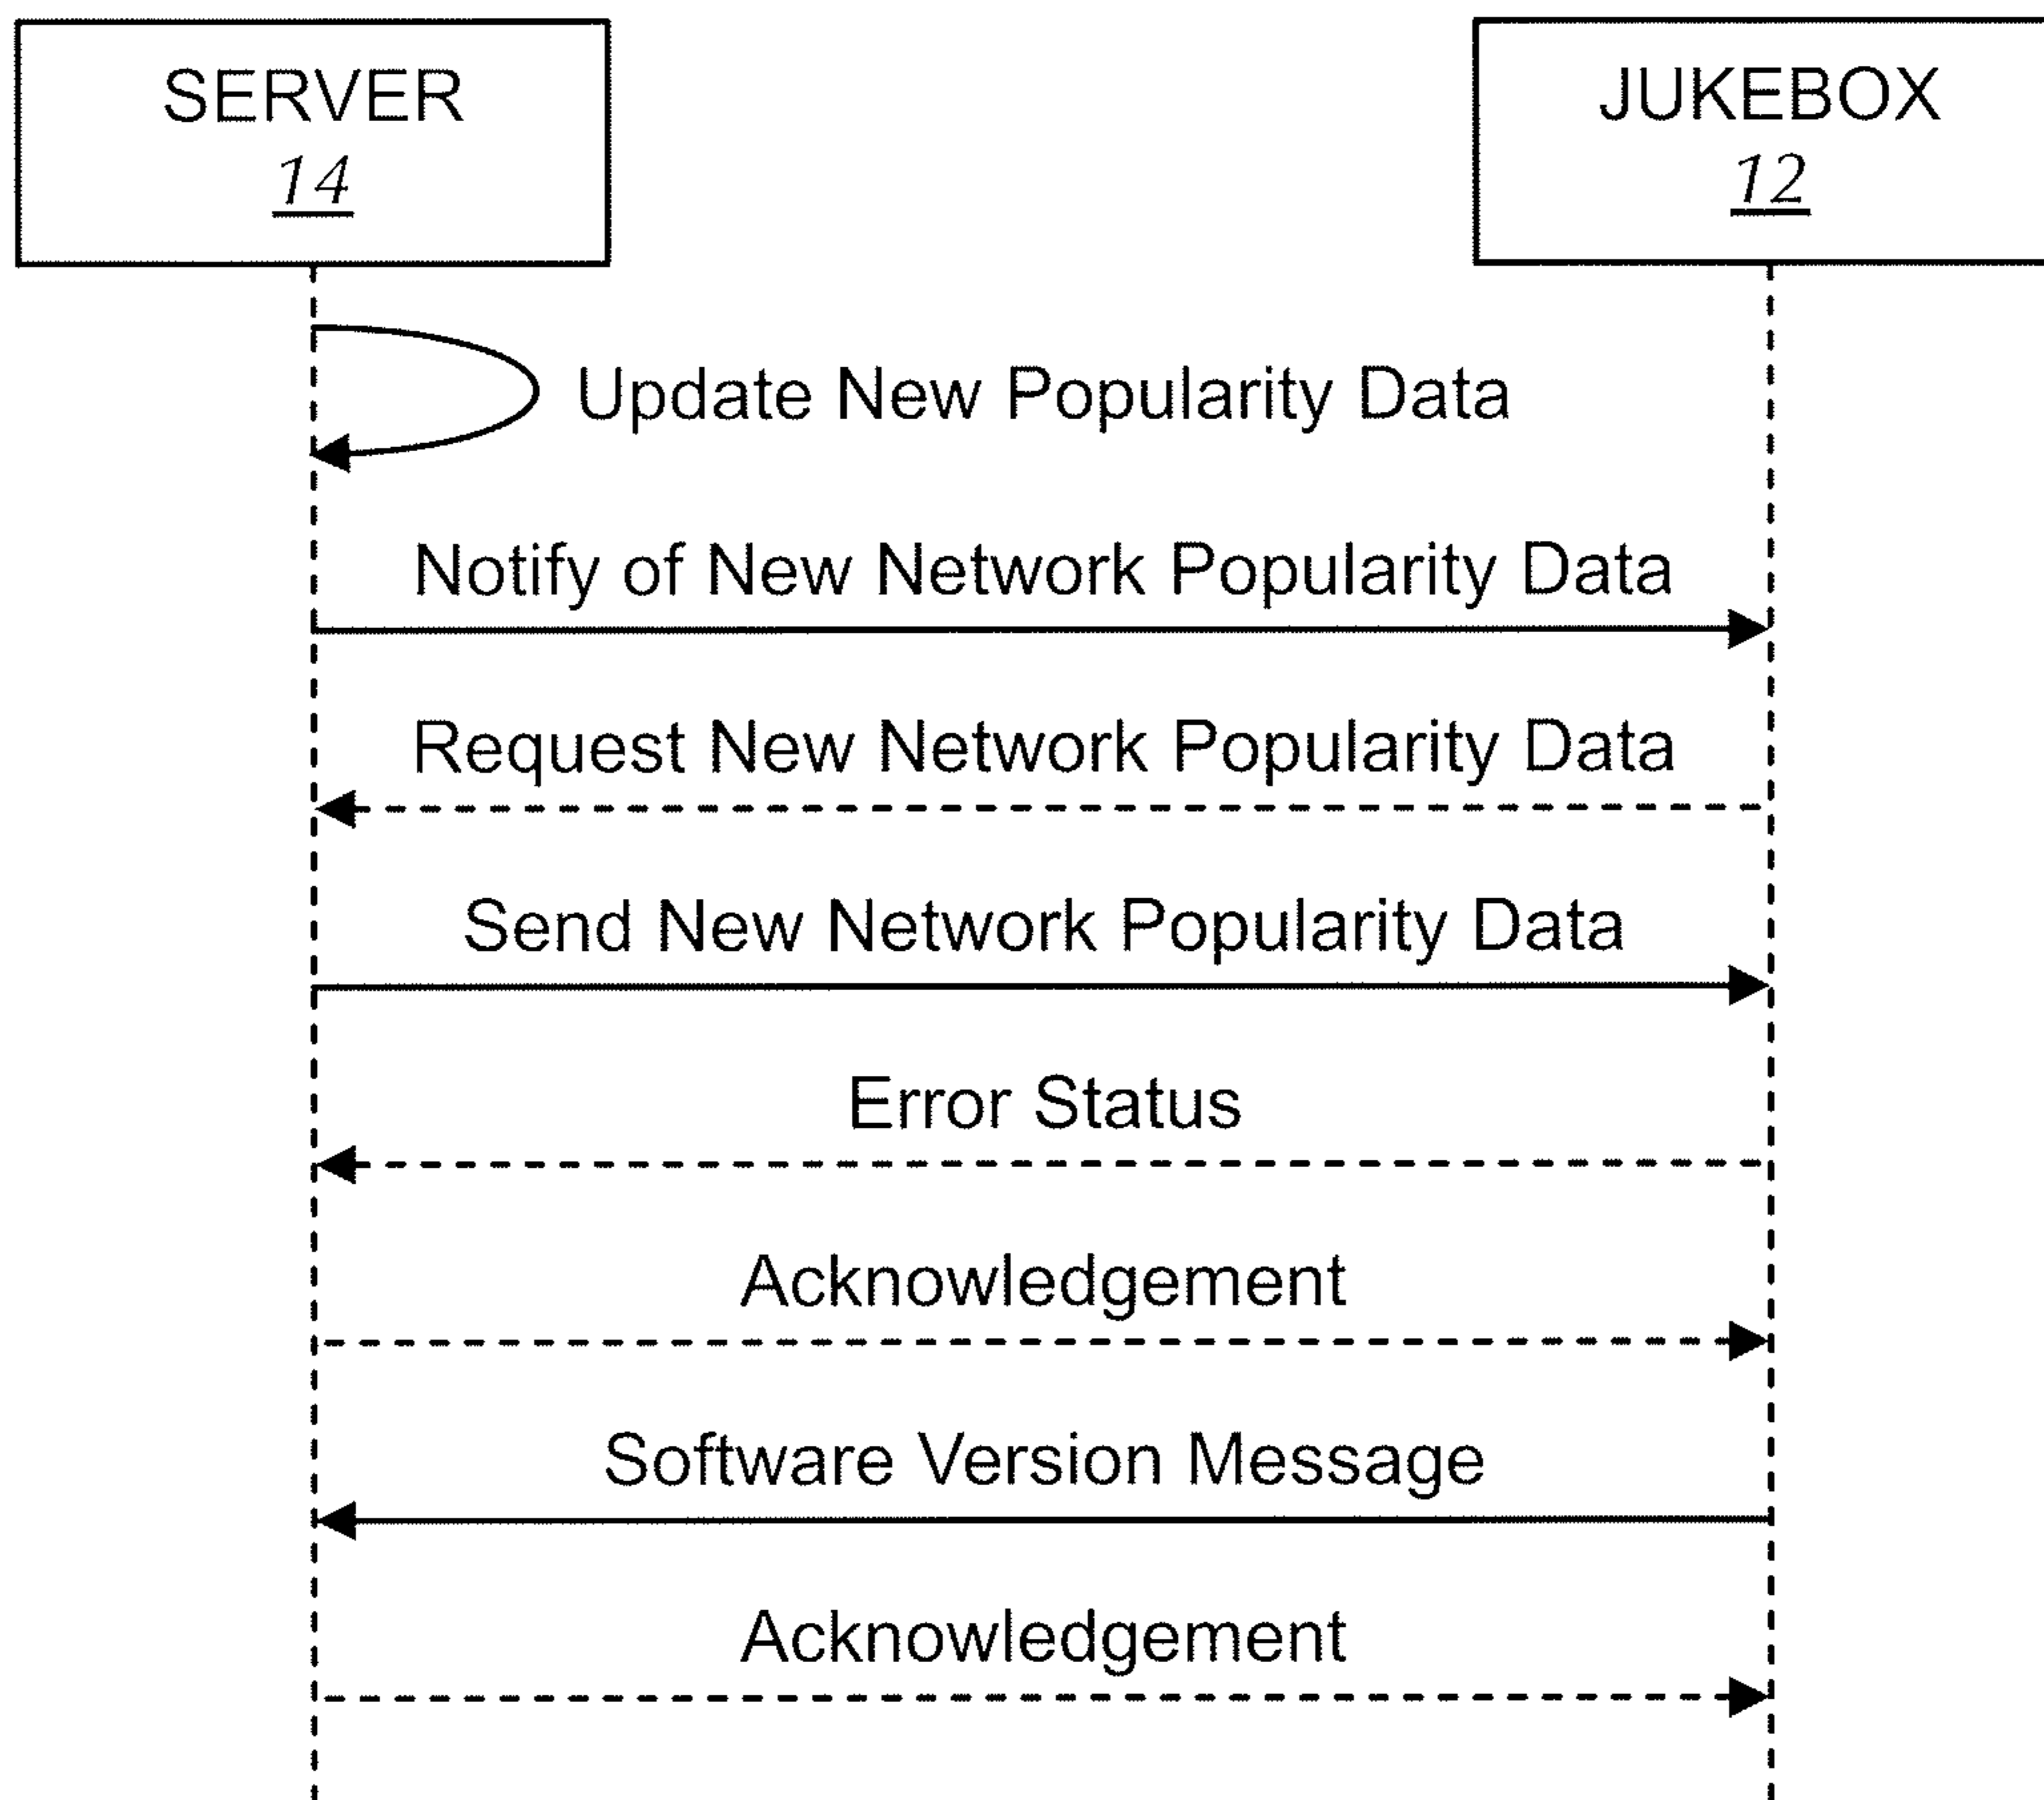 SERVER
14
JUKEBOX
12
Update New Popularity Data
Notify of New Network Popularity Data
Request New Network Popularity Data
Send New Network Popularity Data
Error Status
Acknowledgement
Software Version Message
Acknowledgement